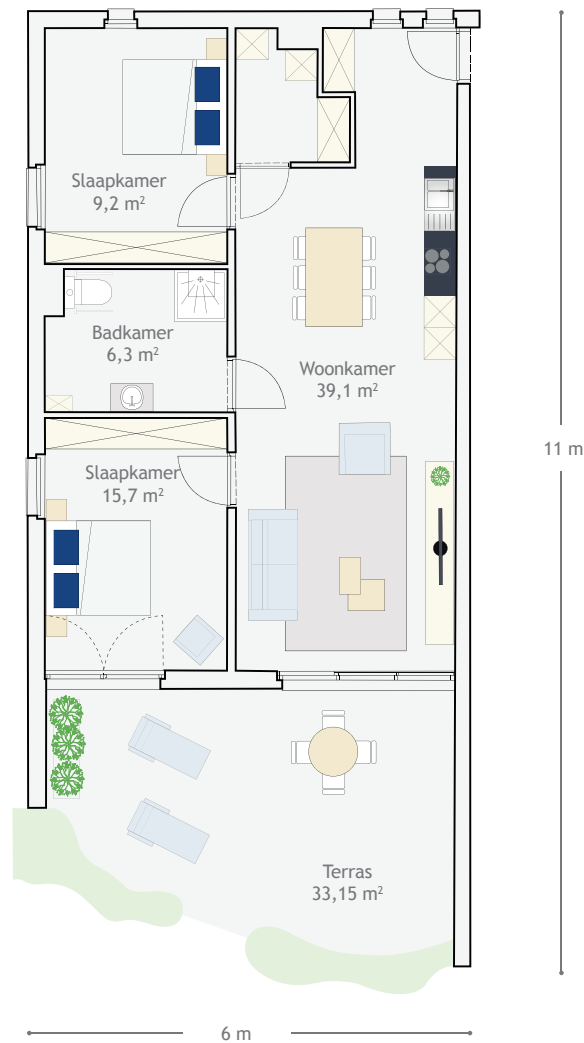 Slaapkamer
9,2 m²
Badkamer
6,3 m²
Woonkamer
39,1 m²
11 m
Slaapkamer
15,7 m²
Terras
33,15 m²
6 m